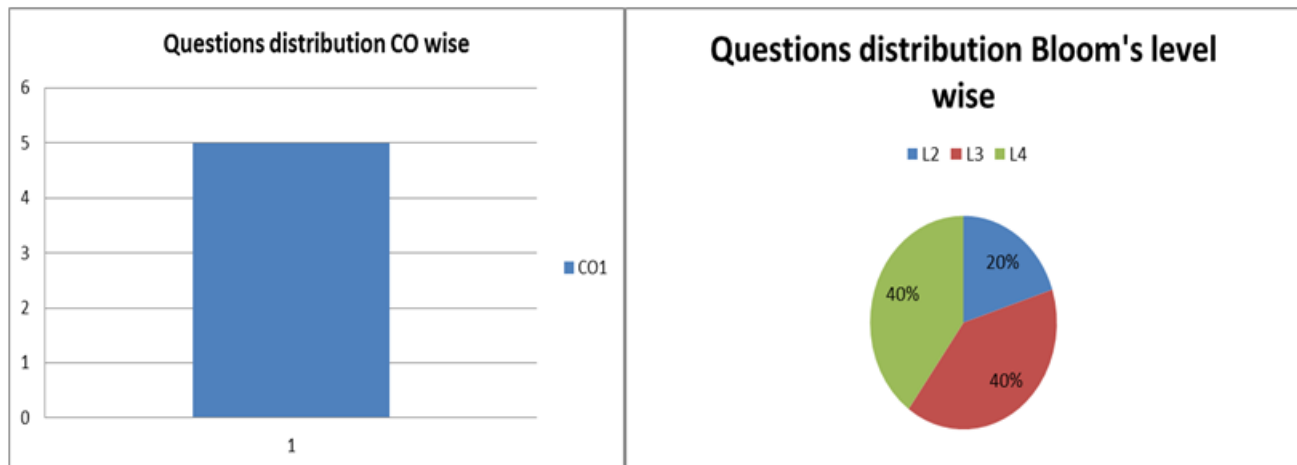 Questions distribution CO wise
6
5
4
3
2
1
0
1
CO1
Questions distribution Bloom's level
wise
L2 L3 L4
20%
40%
40%